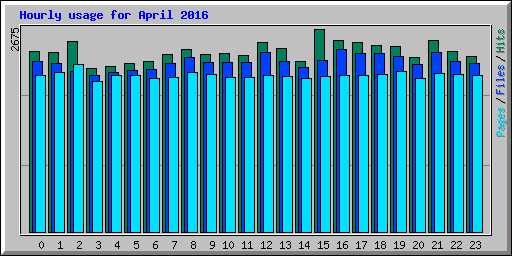 Hourly usage for April 2016
2675
Pages/Files/Hits
0 1 2 3 4 5 6 7 8 9 10 11 12 13 14 15 16 17 18 19 20 21 22 23